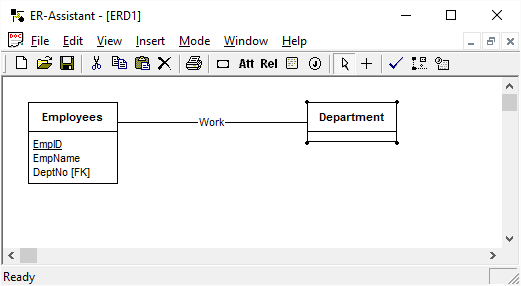 ER-Assistant - [ERD1]
File Edit View Insert Mode Window Help
Att Rel
Employees
Work
Department
EmpID
EmpName
DeptNo [FK]
Ready